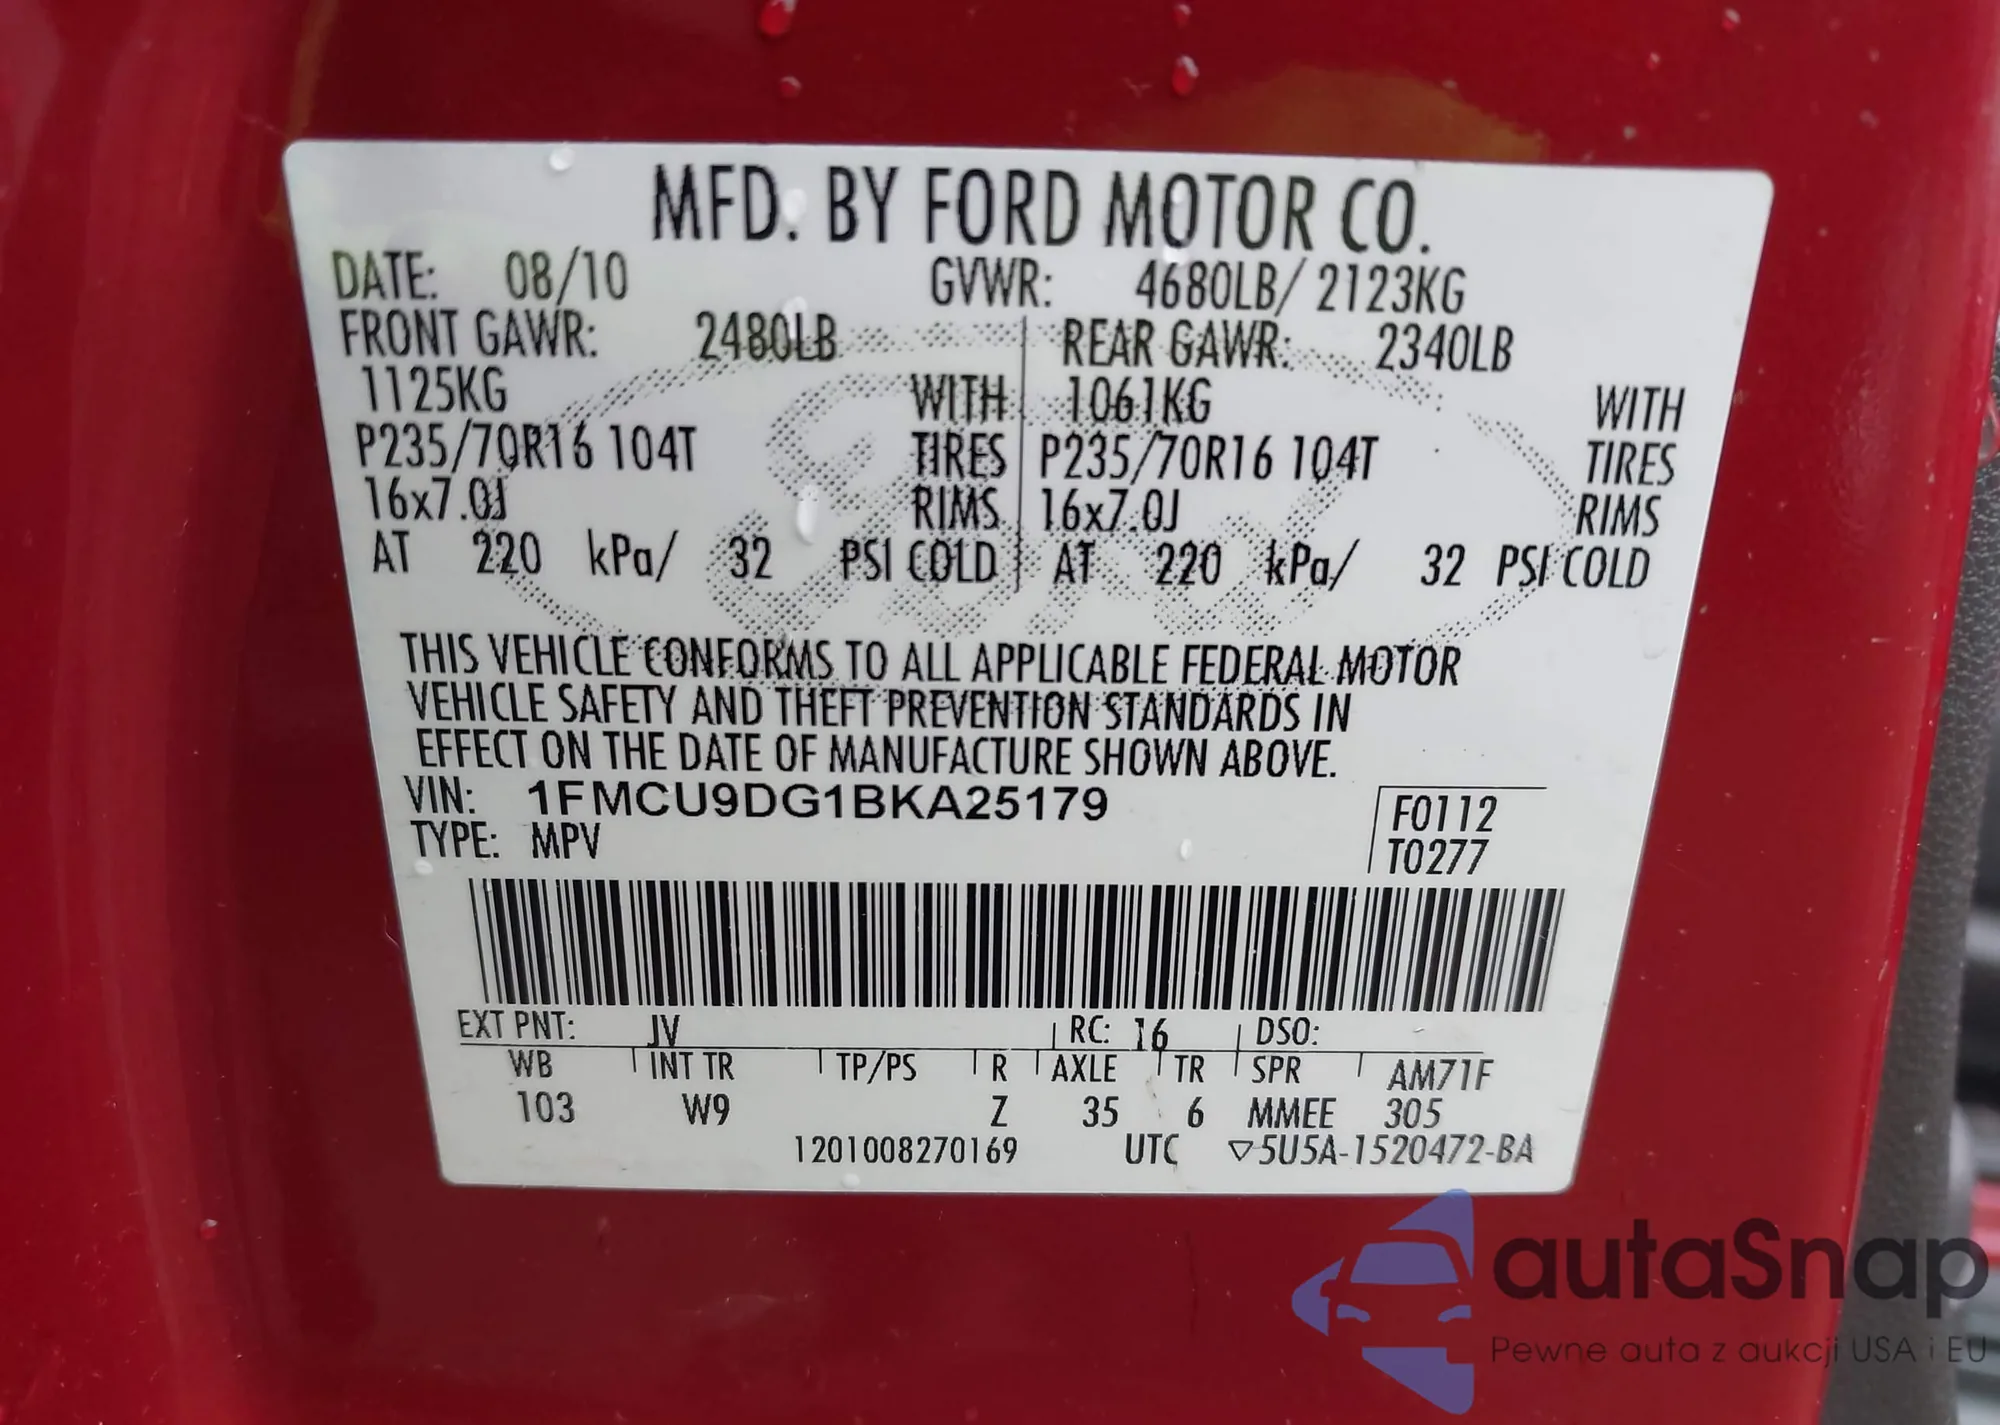 MFD. BY FORD MOTOR CO.
DATE: 08/10 GVWR: 4680LB/ 2123KG
FRONT GAWR: 2480LB REAR GAWR: 2340LB
1125KG WITH 1061KG WITH
P235/70R16 104T TIRES P235/70R16 104T TIRES
16x7.0J RIMS 16x7.0J RIMS
AT 220 kPa/ 32 PSI COLD AT 220 kPa/ 32 PSI COLD
THIS VEHICLE CONFORMS TO ALL APPLICABLE FEDERAL MOTOR
VEHICLE SAFETY AND THEFT PREVENTION STANDARDS IN
EFFECT ON THE DATE OF MANUFACTURE SHOWN ABOVE.
VIN: 1FMCU9DG1BKA25179 F0112
TYPE: MPV T0277
EXT PNT: JV RC: 16 DSO:
WB INT TR TP/PS R AXLE TR SPR AM71F
103 W9 Z 35 6 MMEE 305
1201008270169 UTC ▽5U5A-1520472-BA
autaSnap
Pewne auta z aukcji USA i EU